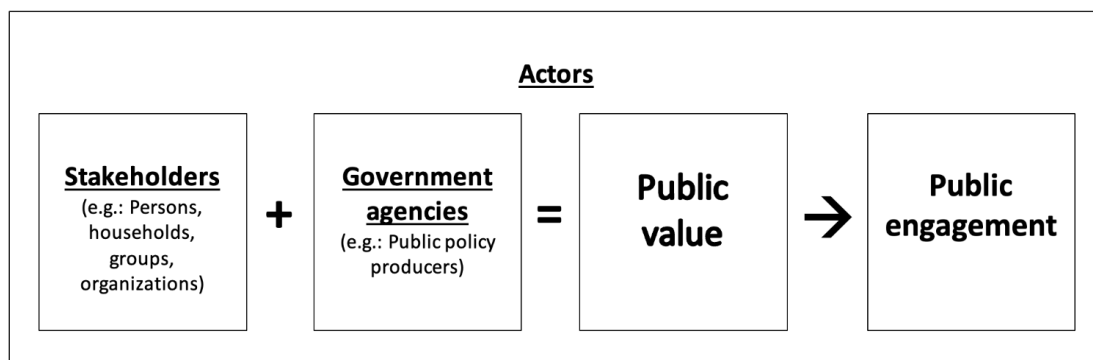 Actors
Stakeholders
(e.g.: Persons,
households,
groups,
organizations)
+
Government
agencies
(e.g.: Public policy
producers)
=
Public
value
→
Public
engagement